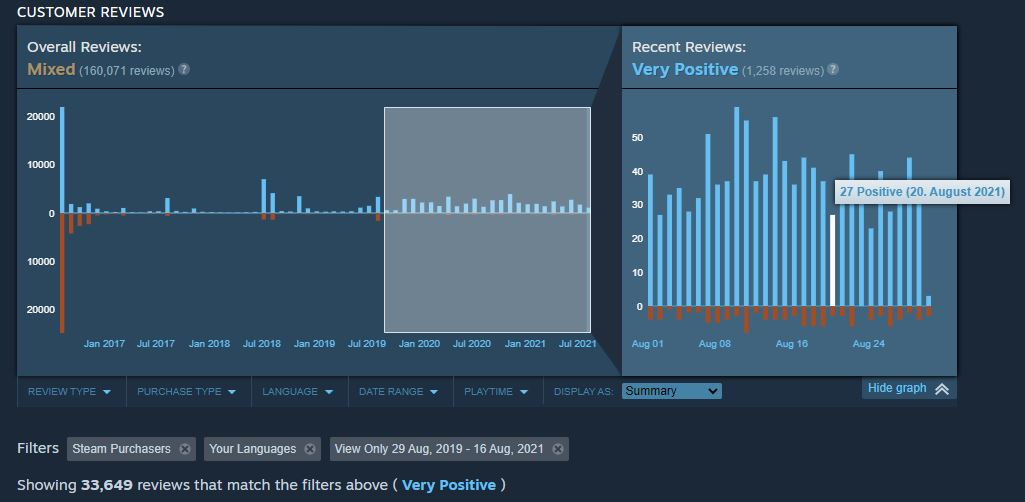 CUSTOMER REVIEWS
Overall Reviews:
Mixed (160,071 reviews) ?
Recent Reviews:
Very Positive (1,258 reviews) ?
20000
10000
0
10000
20000
Jan 2017 Jul 2017 Jan 2018 Jul 2018 Jan 2019 Jul 2019 Jan 2020 Jul 2020 Jan 2021 Jul 2021
50
40
30
20
10
0
27 Positive (20. August 2021)
Aug 01 Aug 08 Aug 16 Aug 24
REVIEW TYPE PURCHASE TYPE LANGUAGE DATE RANGE PLAYTIME DISPLAY AS: Summary Hide graph
Filters Steam Purchasers Your Languages View Only 29 Aug, 2019 - 16 Aug, 2021
Showing 33,649 reviews that match the filters above ( Very Positive )